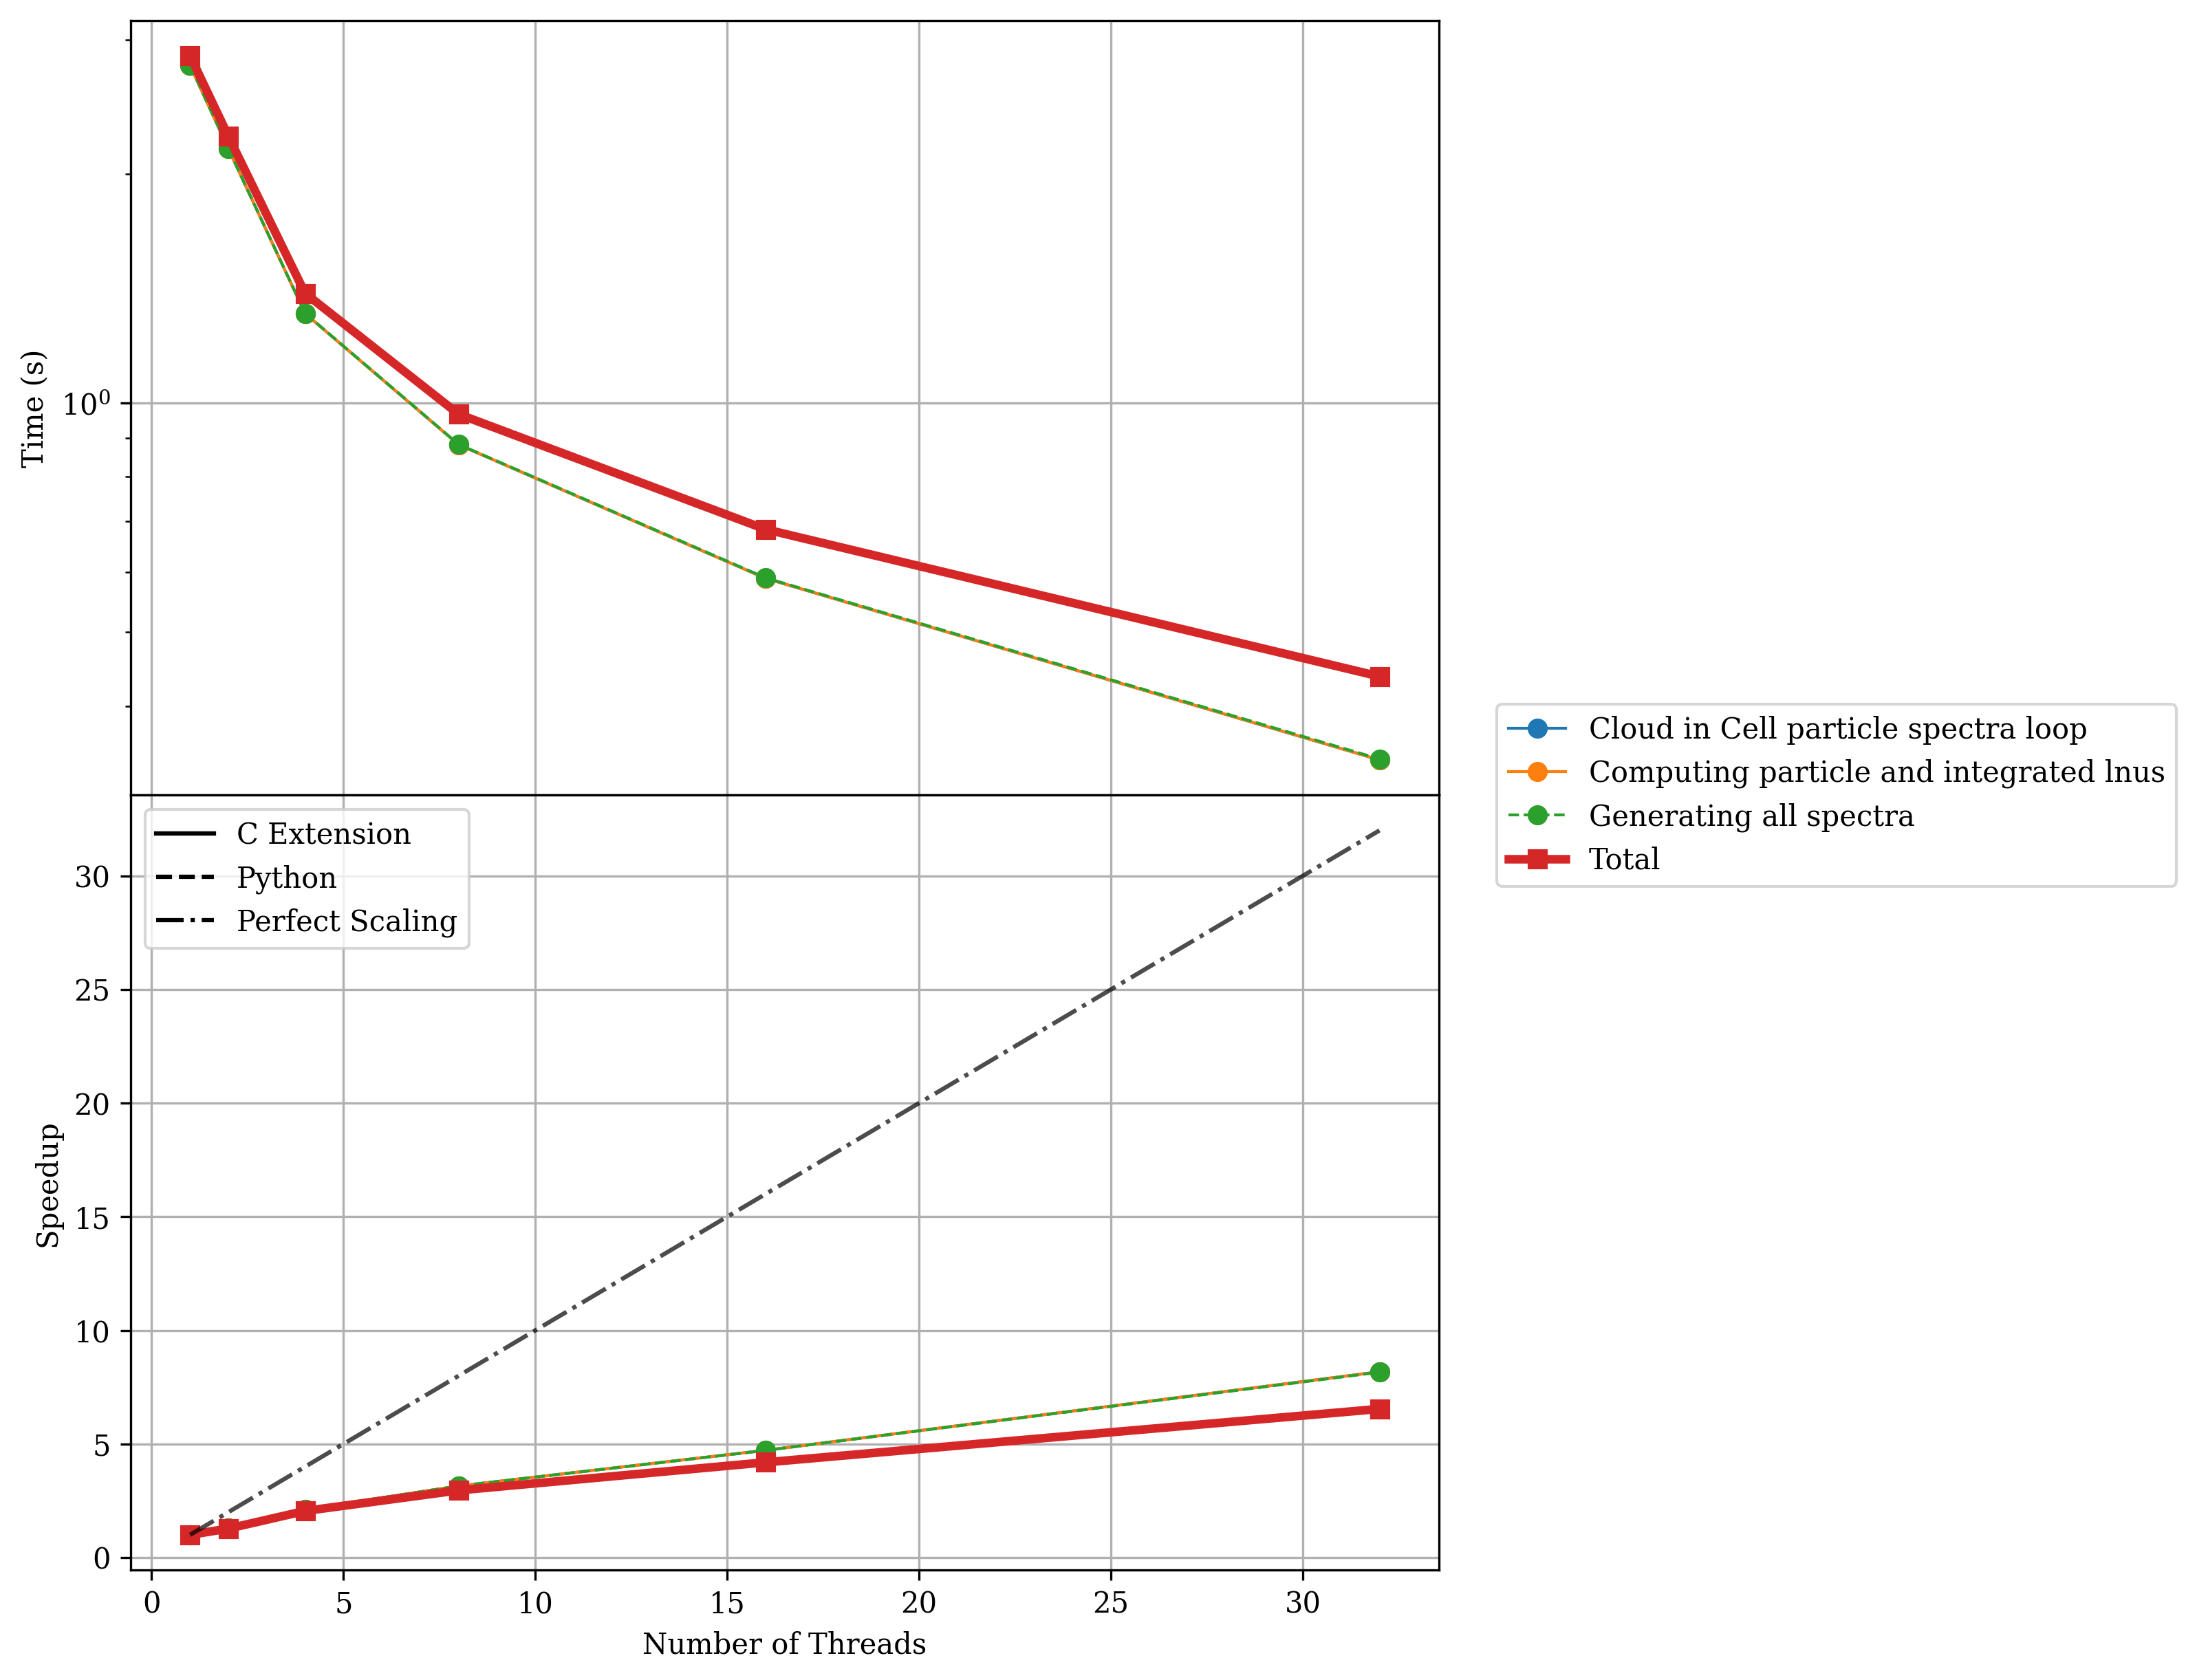 Time (s)
10⁰
Cloud in Cell particle spectra loop
Computing particle and integrated lnus
Generating all spectra
Total
C Extension
Python
Perfect Scaling
Speedup
30
25
20
15
10
5
0
0 5 10 15 20 25 30
Number of Threads